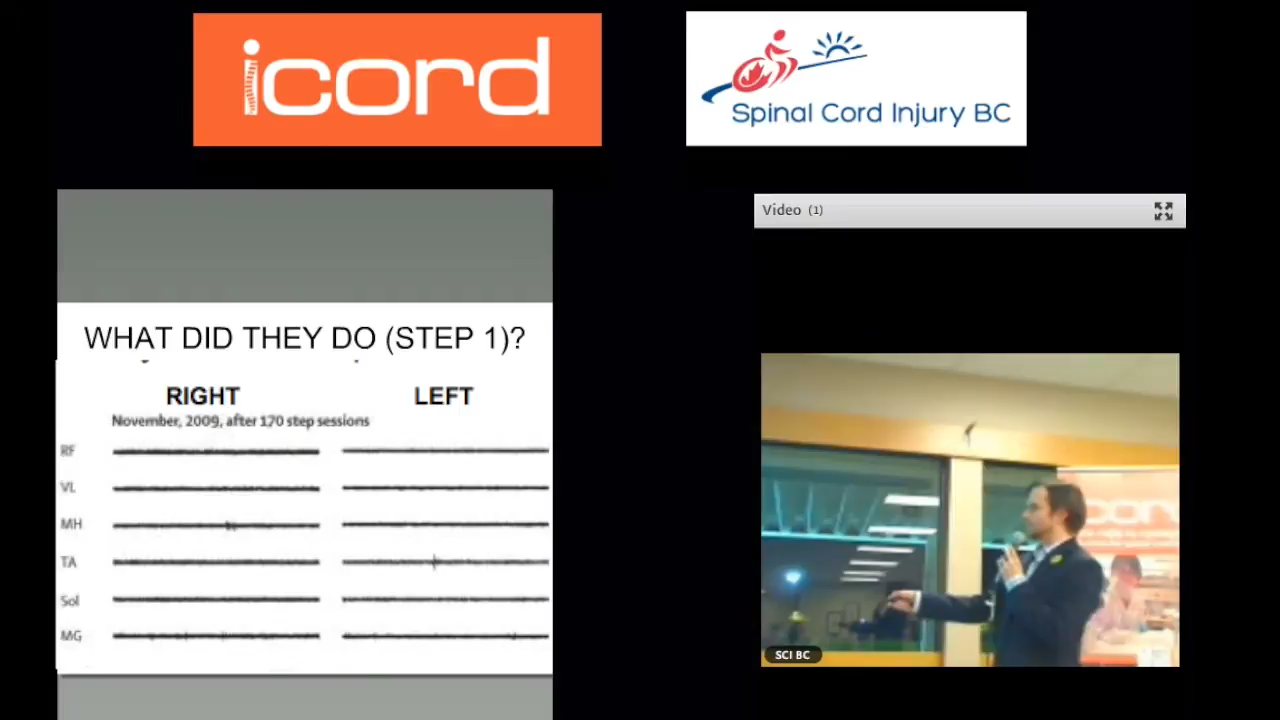 icord
Spinal Cord Injury BC
Video (1)
WHAT DID THEY DO (STEP 1)?
RIGHT LEFT
November, 2009, after 170 step sessions
RF
VL
MH
TA
Sol
MG
cord
SCI BC